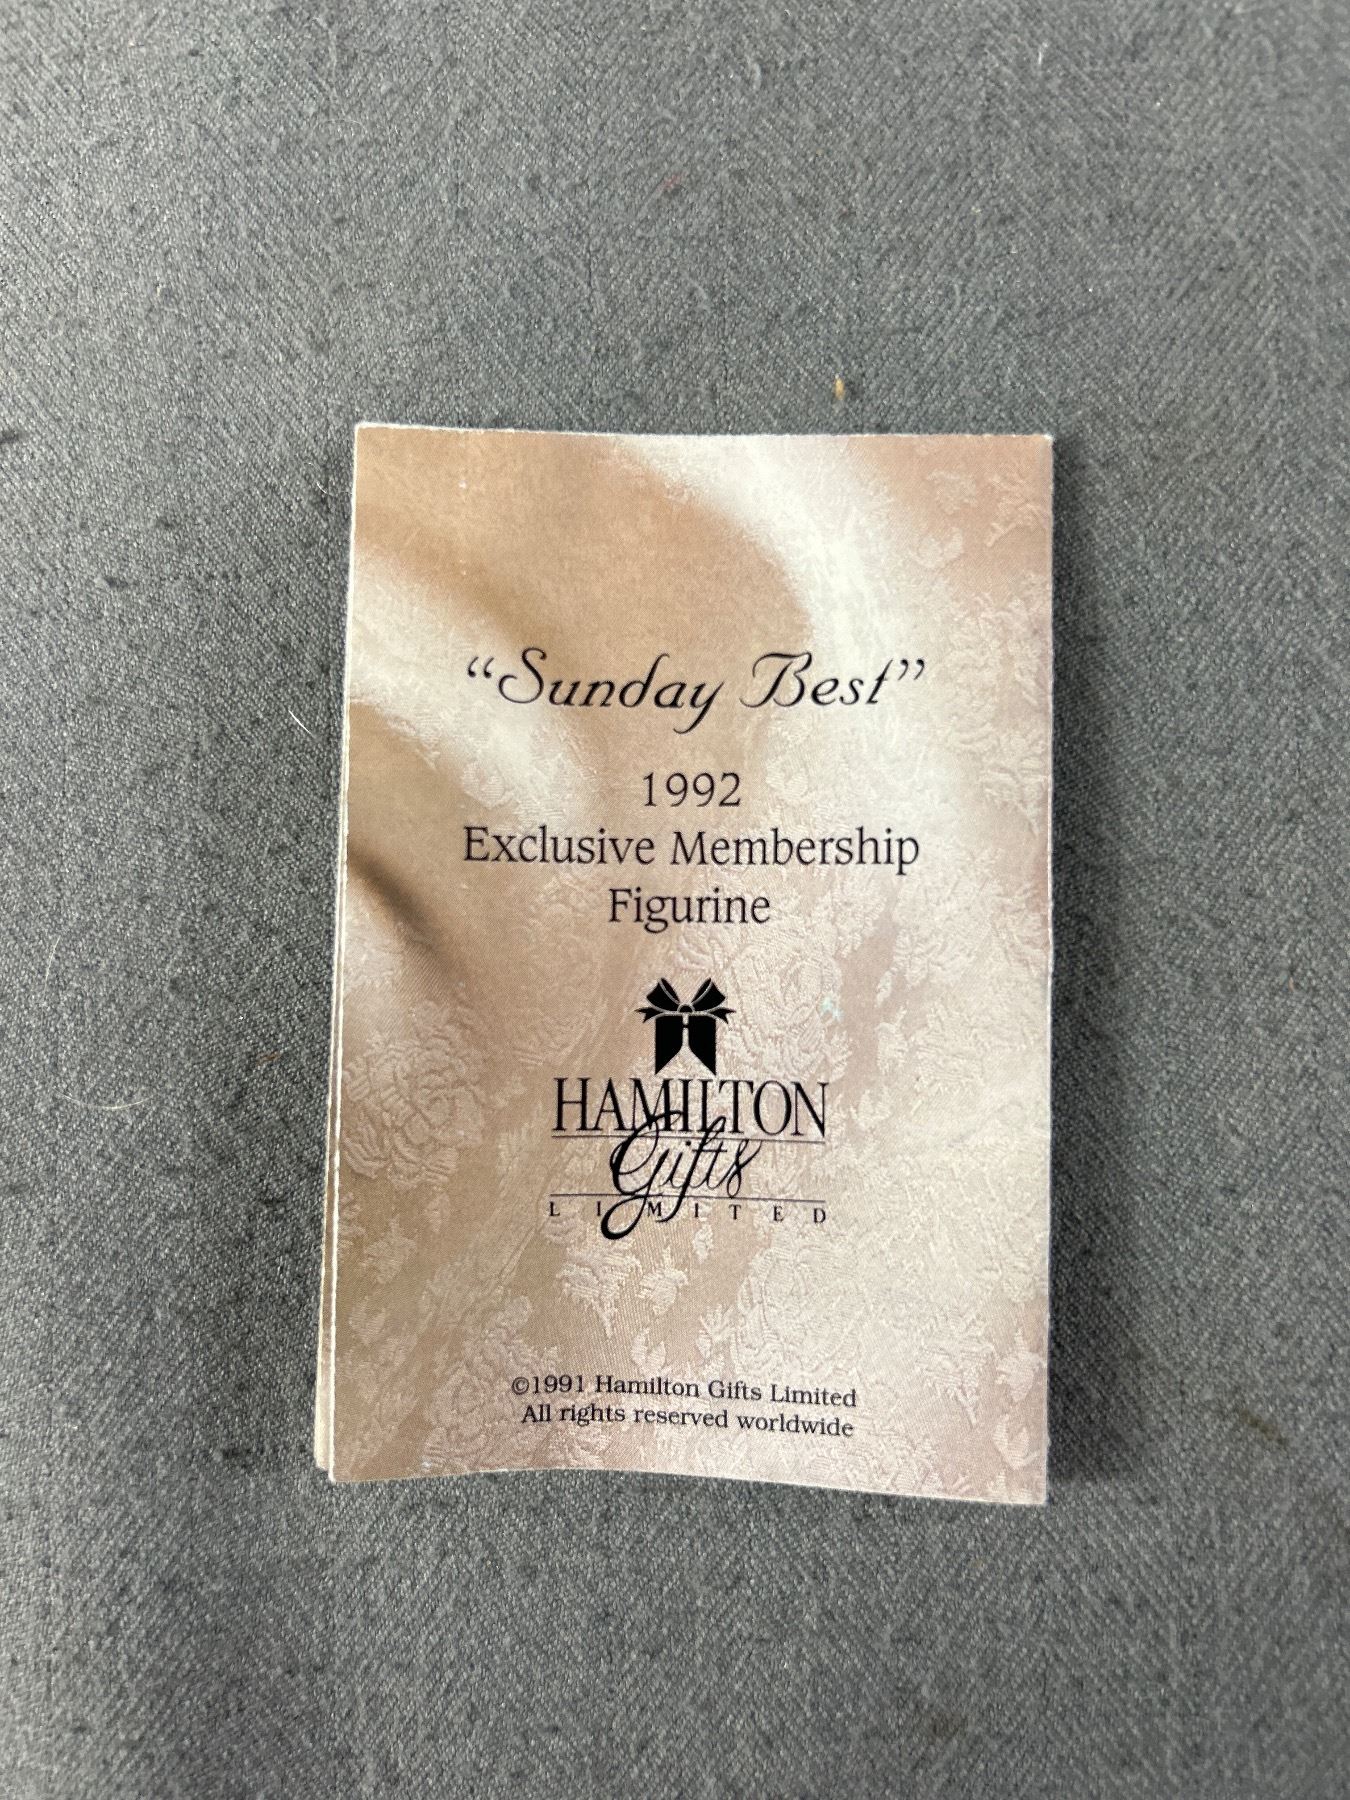 “Sunday Best”
1992
Exclusive Membership
Figurine
HAMILTON
Gifts
LIMITED
©1991 Hamilton Gifts Limited
All rights reserved worldwide